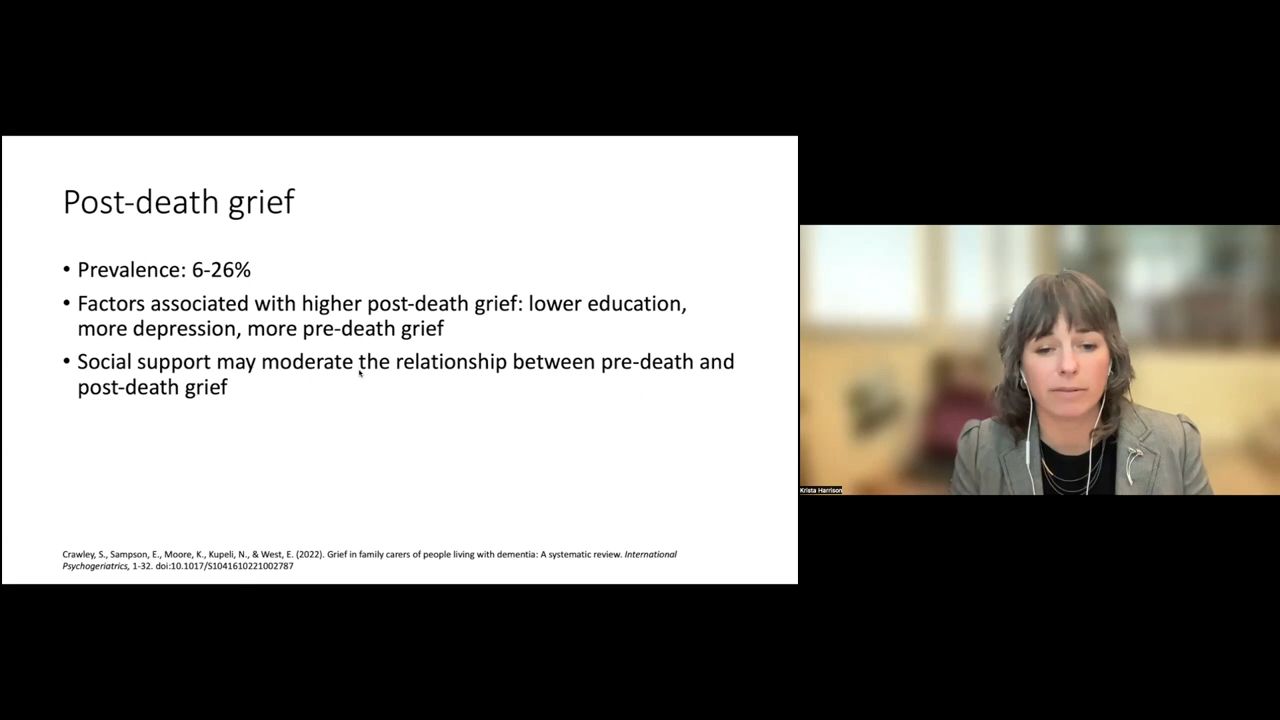 Post-death grief
• Prevalence: 6-26%
• Factors associated with higher post-death grief: lower education,
more depression, more pre-death grief
• Social support may moderate the relationship between pre-death and
post-death grief
Crawley, S., Sampson, E., Moore, K., Kupeli, N., & West, E. (2022). Grief in family carers of people living with dementia: A systematic review. International
Psychogeriatrics, 1-32. doi:10.1017/S1041610221002787
Krista Harrison